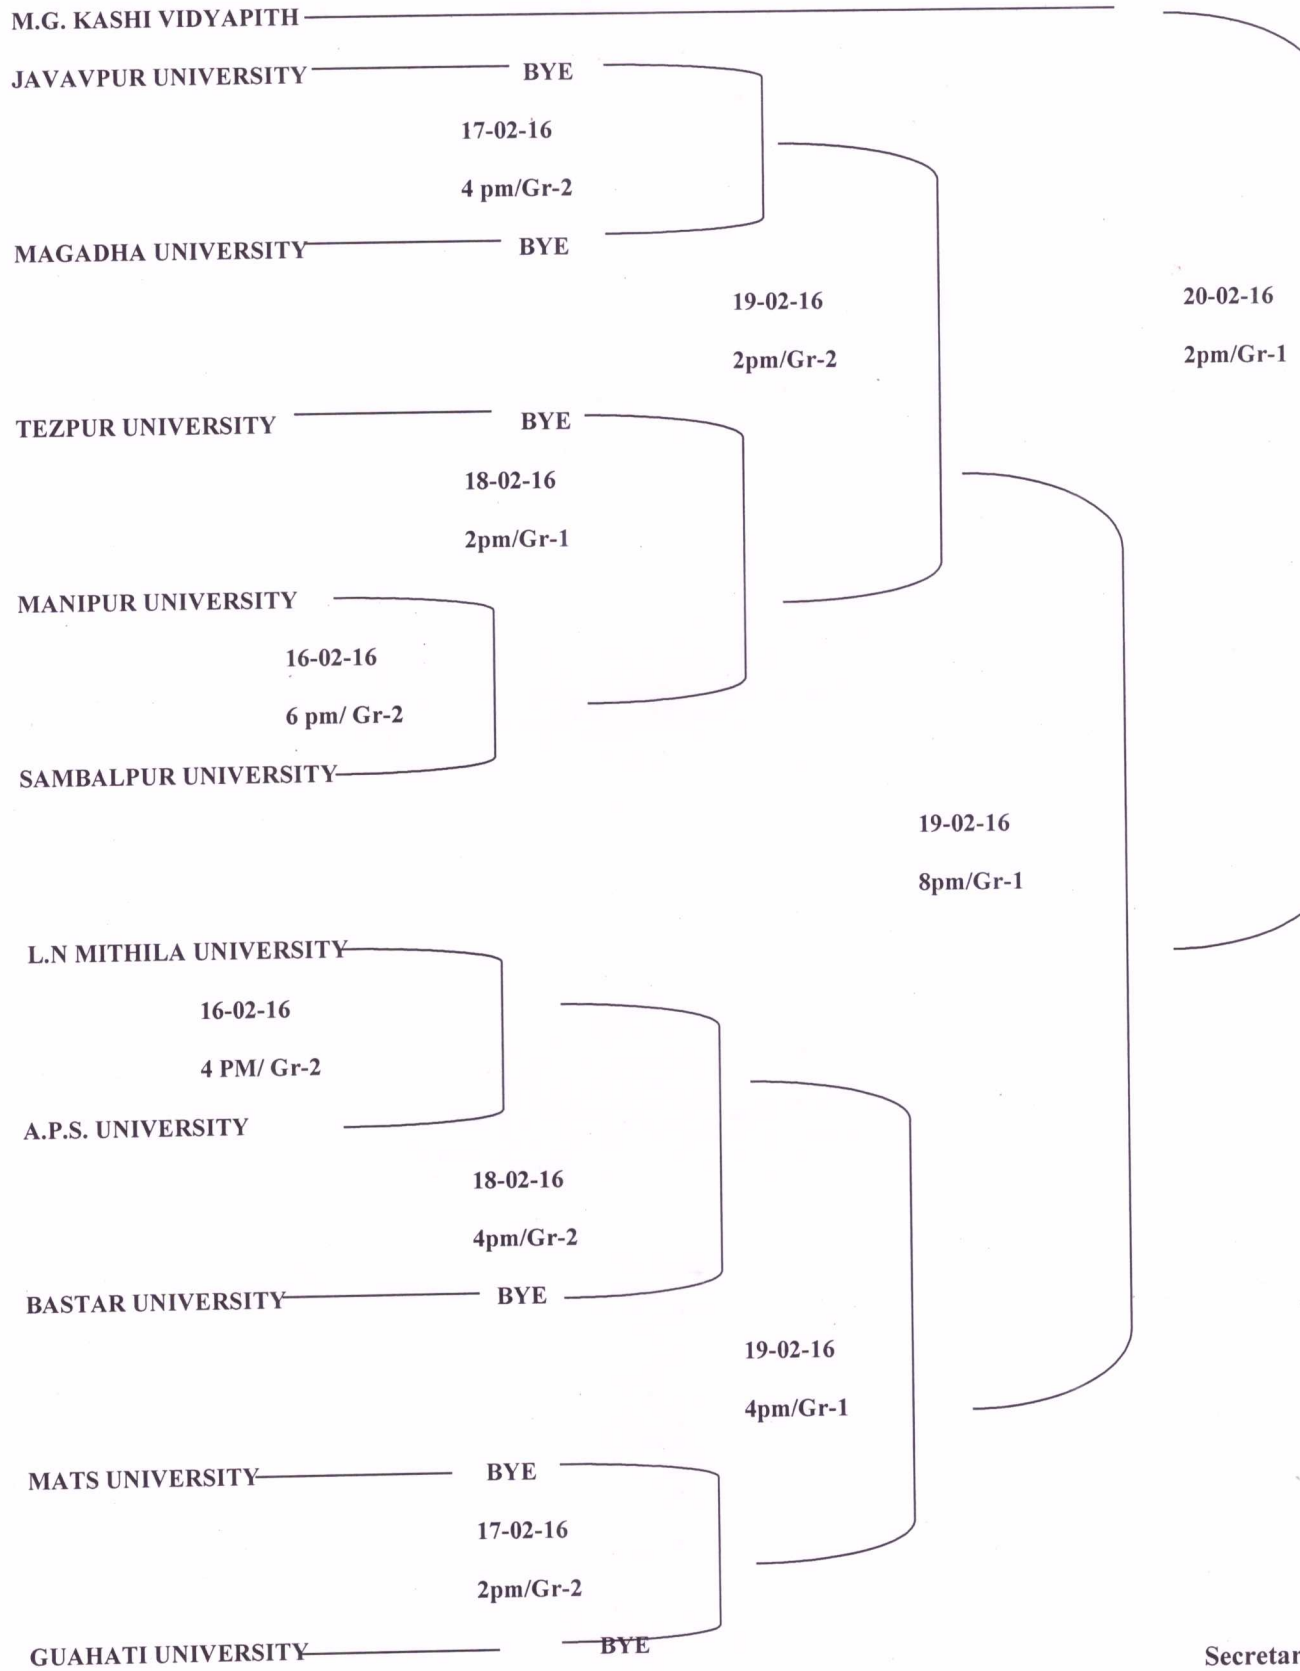 M.G. KASHI VIDYAPITH
JAVAVPUR UNIVERSITY BYE
17-02-16
4 pm/Gr-2
MAGADHA UNIVERSITY BYE
19-02-16 20-02-16
2pm/Gr-2 2pm/Gr-1
TEZPUR UNIVERSITY BYE
18-02-16
2pm/Gr-1
MANIPUR UNIVERSITY
16-02-16
6 pm/ Gr-2
SAMBALPUR UNIVERSITY
19-02-16
8pm/Gr-1
L.N MITHILA UNIVERSITY
16-02-16
4 PM/ Gr-2
A.P.S. UNIVERSITY
18-02-16
4pm/Gr-2
BASTAR UNIVERSITY BYE
19-02-16
4pm/Gr-1
MATS UNIVERSITY BYE
17-02-16
2pm/Gr-2
GUAHATI UNIVERSITY BYE
Secretar